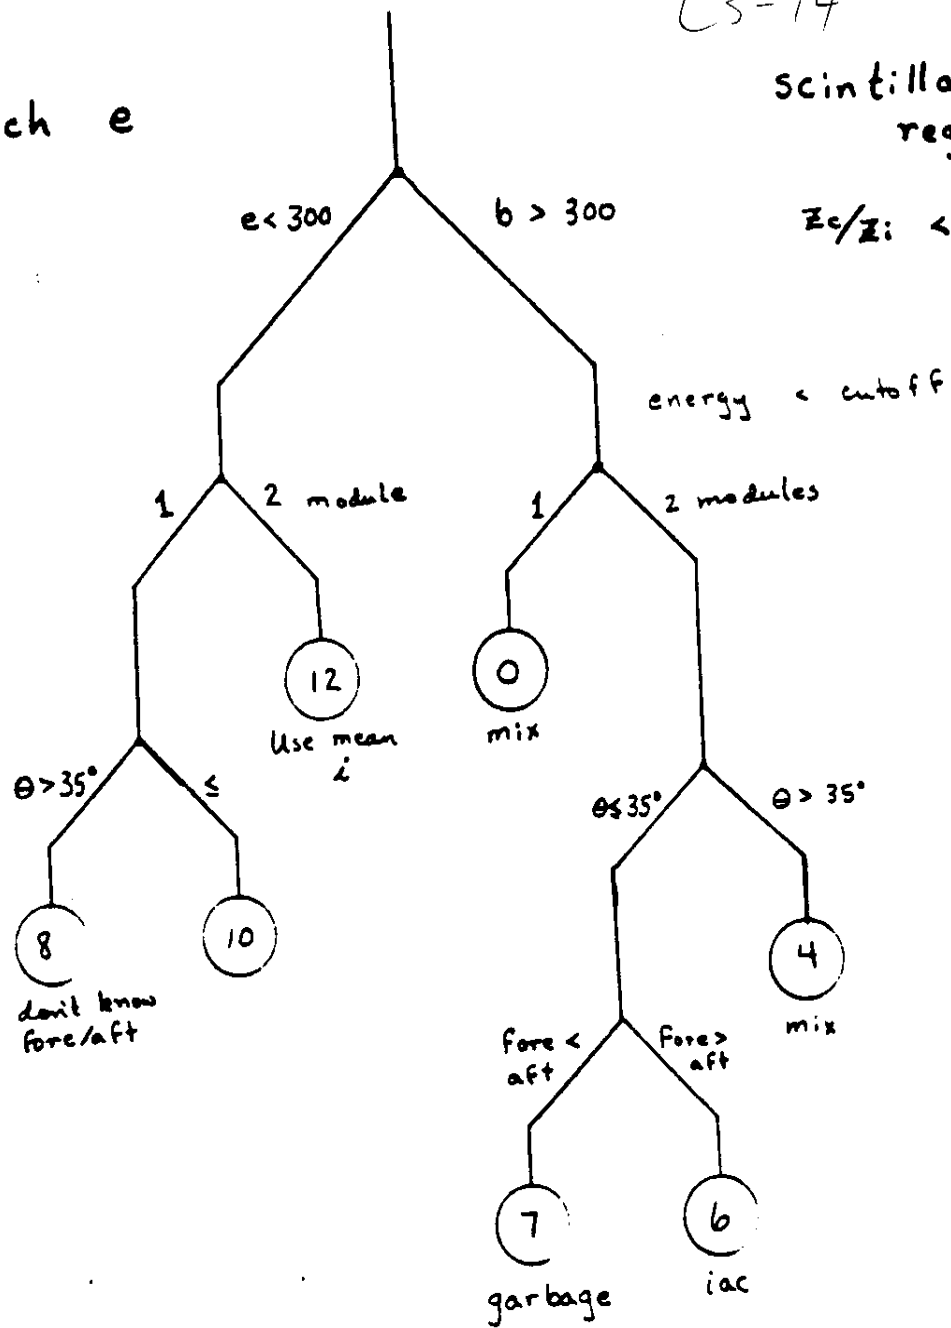 CS-14
ch e
scintilla
reg
e < 300
b > 300
Zc/Zi <
energy < cutoff
1
2 module
1
2 modules
12
Use mean
i
0
mix
θ > 35°
≤
θ ≤ 35°
θ > 35°
8
don't know
fore/aft
10
4
mix
fore <
aft
fore >
aft
7
garbage
6
iac